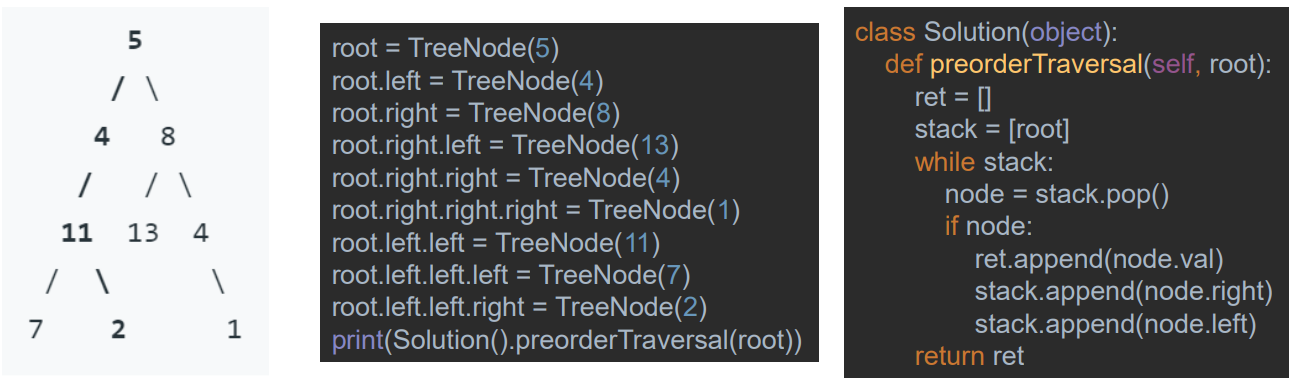 5
/ \
4 8
/ / \
11 13 4
/ \ \
7 2 1
root = TreeNode(5)
root.left = TreeNode(4)
root.right = TreeNode(8)
root.right.left = TreeNode(13)
root.right.right = TreeNode(4)
root.right.right.right = TreeNode(1)
root.left.left = TreeNode(11)
root.left.left.left = TreeNode(7)
root.left.left.right = TreeNode(2)
print(Solution().preorderTraversal(root))
class Solution(object):
def preorderTraversal(self, root):
ret = []
stack = [root]
while stack:
node = stack.pop()
if node:
ret.append(node.val)
stack.append(node.right)
stack.append(node.left)
return ret